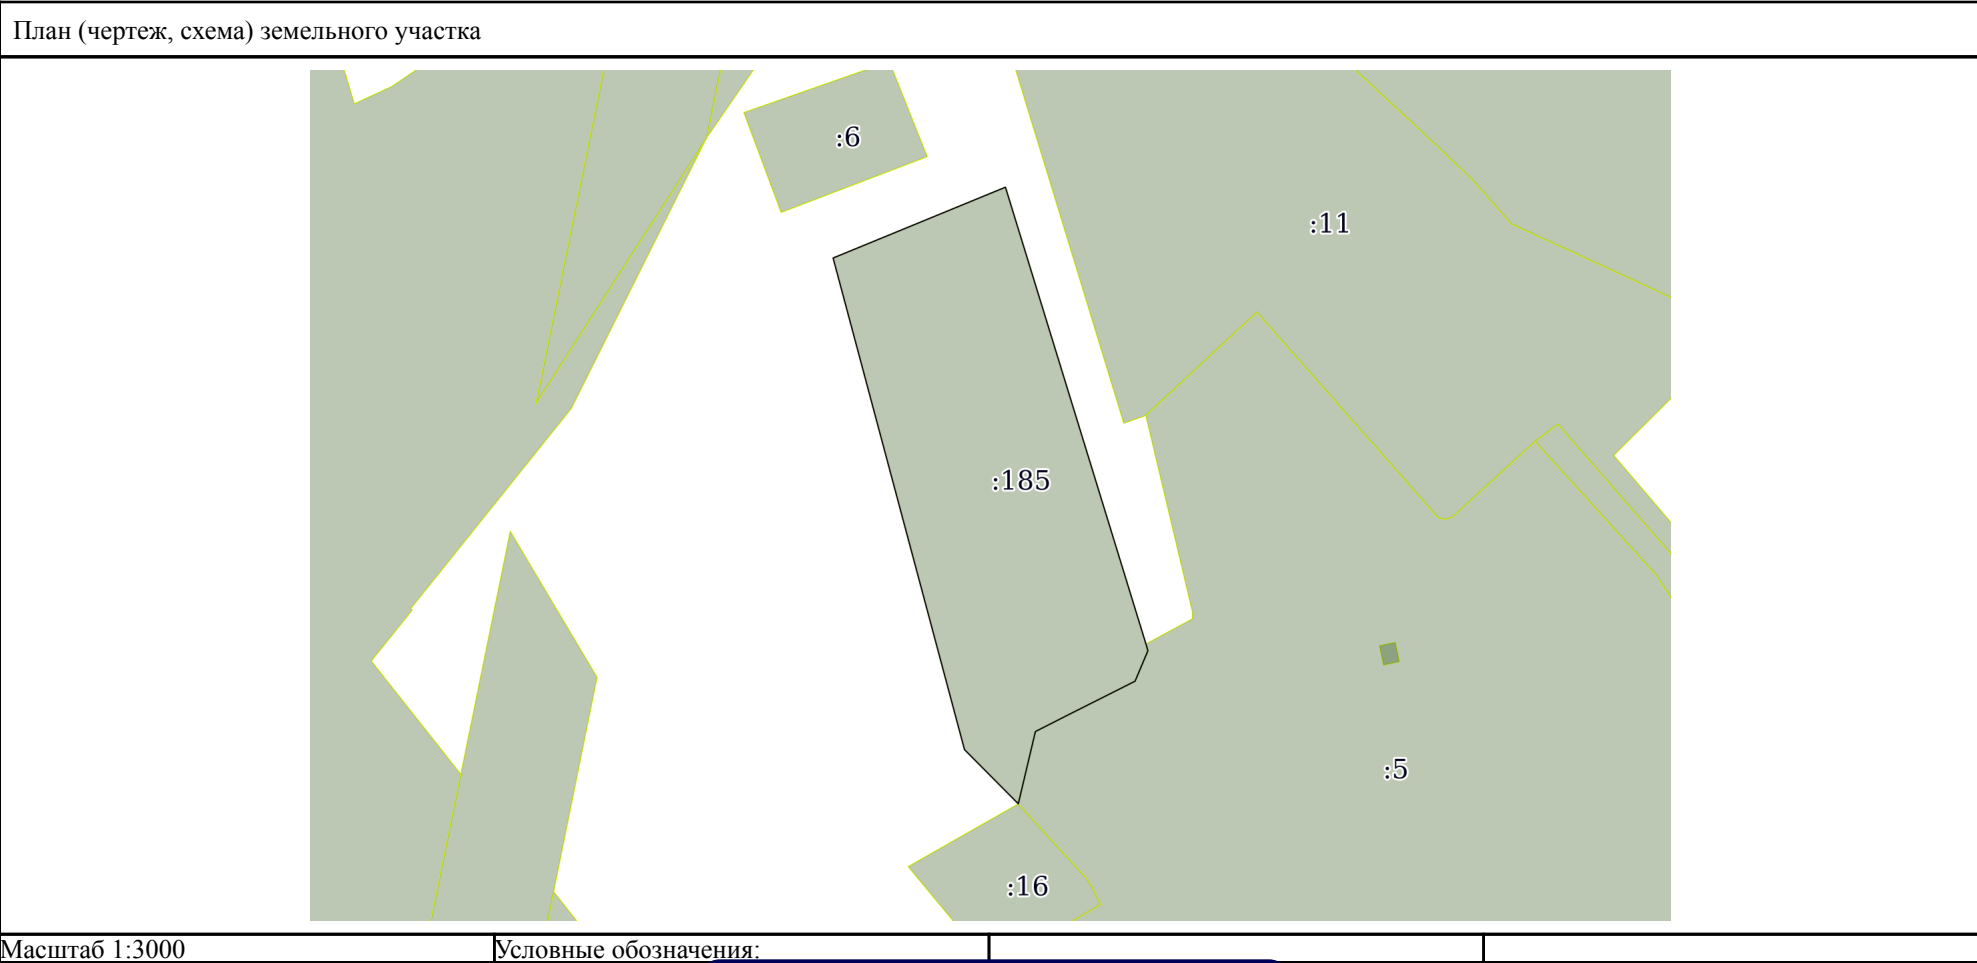 План (чертеж, схема) земельного участка
:6
:11
:185
:5
:16
Масштаб 1:3000
Условные обозначения: